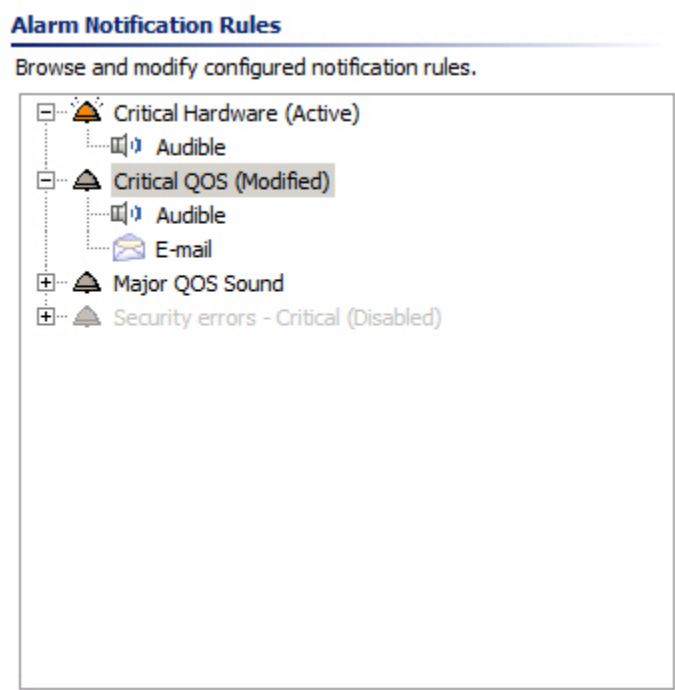 Alarm Notification Rules
Browse and modify configured notification rules.
Critical Hardware (Active)
Audible
Critical QOS (Modified)
Audible
E-mail
Major QOS Sound
Security errors - Critical (Disabled)